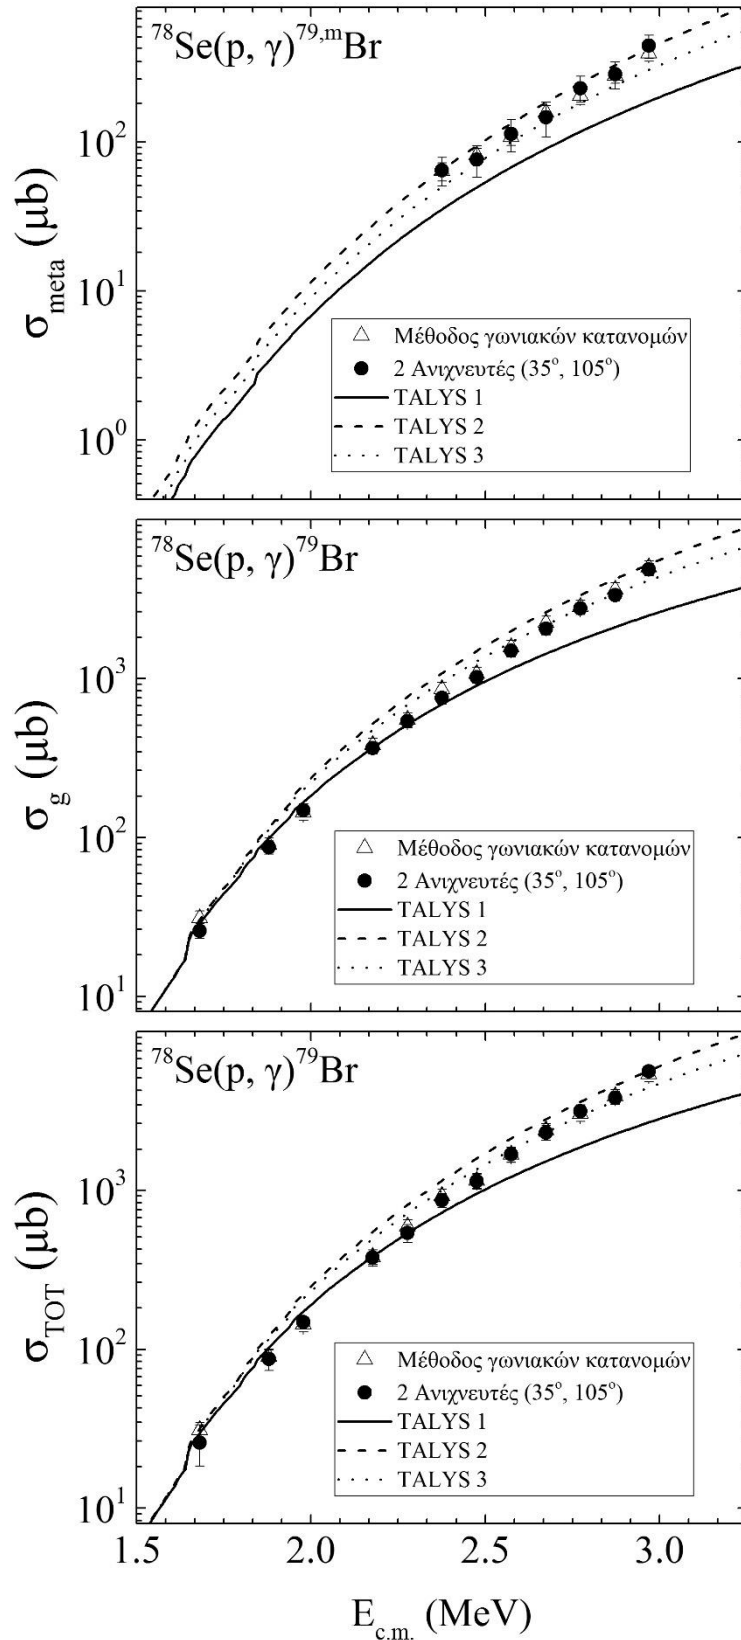 ⁷⁸Se(p, γ)⁷⁹,ᵐBr
10²
10¹
10⁰
σ_meta (μb)
Μέθοδος γωνιακών κατανομών
2 Ανιχνευτές (35°, 105°)
TALYS 1
TALYS 2
TALYS 3
⁷⁸Se(p, γ)⁷⁹Br
10³
10²
10¹
σ_g (μb)
Μέθοδος γωνιακών κατανομών
2 Ανιχνευτές (35°, 105°)
TALYS 1
TALYS 2
TALYS 3
⁷⁸Se(p, γ)⁷⁹Br
10³
10²
10¹
σ_TOT (μb)
Μέθοδος γωνιακών κατανομών
2 Ανιχνευτές (35°, 105°)
TALYS 1
TALYS 2
TALYS 3
1.5 2.0 2.5 3.0
E_c.m. (MeV)